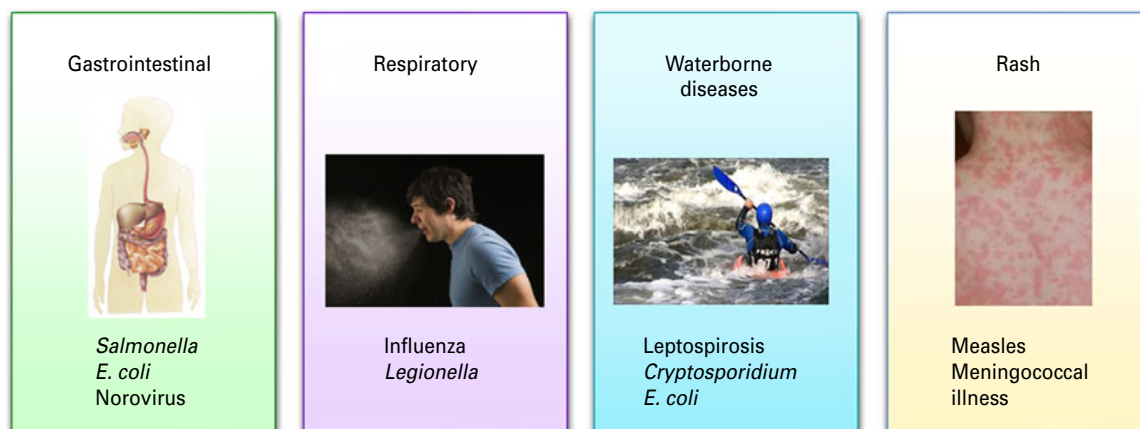 Gastrointestinal
Salmonella
E. coli
Norovirus
Respiratory
Influenza
Legionella
Waterborne
diseases
Leptospirosis
Cryptosporidium
E. coli
Rash
Measles
Meningococcal
illness